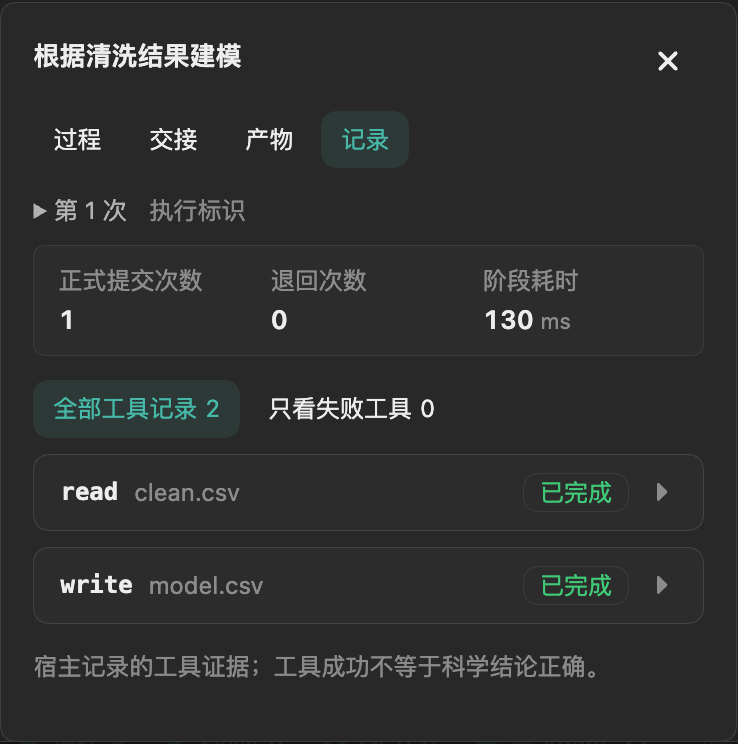 根据清洗结果建模
过程 交接 产物 记录
第 1 次 执行标识
正式提交次数 退回次数 阶段耗时
1 0 130 ms
全部工具记录 2 只看失败工具 0
read clean.csv 已完成
write model.csv 已完成
宿主记录的工具证据；工具成功不等于科学结论正确。